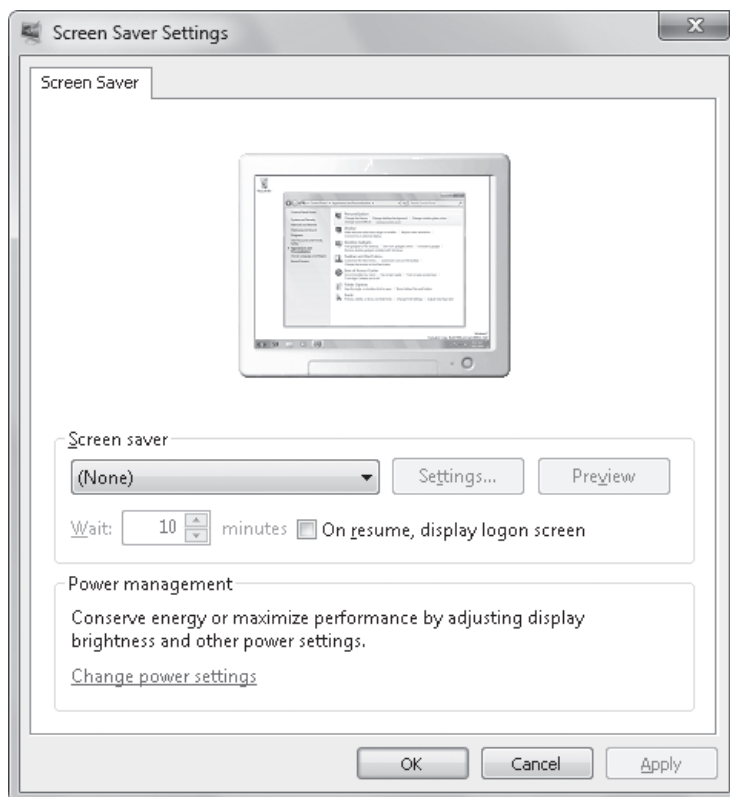 Screen Saver Settings
x
Screen Saver
Screen saver
(None)
Settings...
Preview
Wait:
10
minutes
On resume, display logon screen
Power management
Conserve energy or maximize performance by adjusting display
brightness and other power settings.
Change power settings
OK
Cancel
Apply